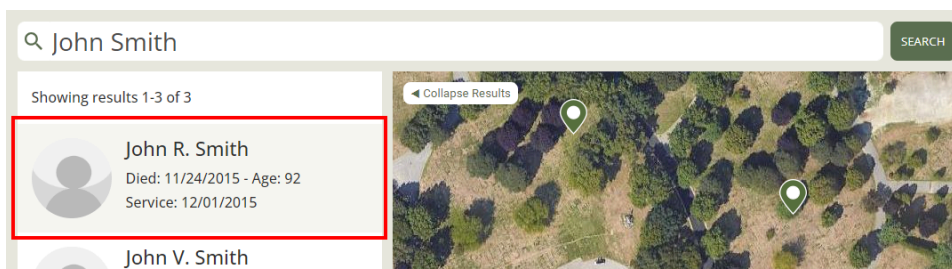 John Smith
SEARCH
Showing results 1-3 of 3
◀ Collapse Results
John R. Smith
Died: 11/24/2015 - Age: 92
Service: 12/01/2015
John V. Smith